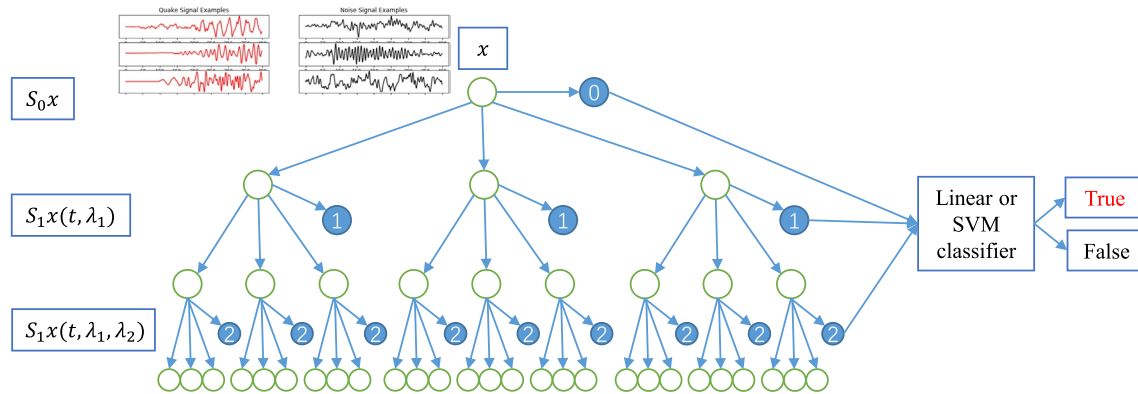 Quake Signal Examples
Noise Signal Examples
x
S₀x
0
S₁x(t, λ₁)
1
1
1
Linear or
SVM
classifier
True
False
S₁x(t, λ₁, λ₂)
2
2
2
2
2
2
2
2
2